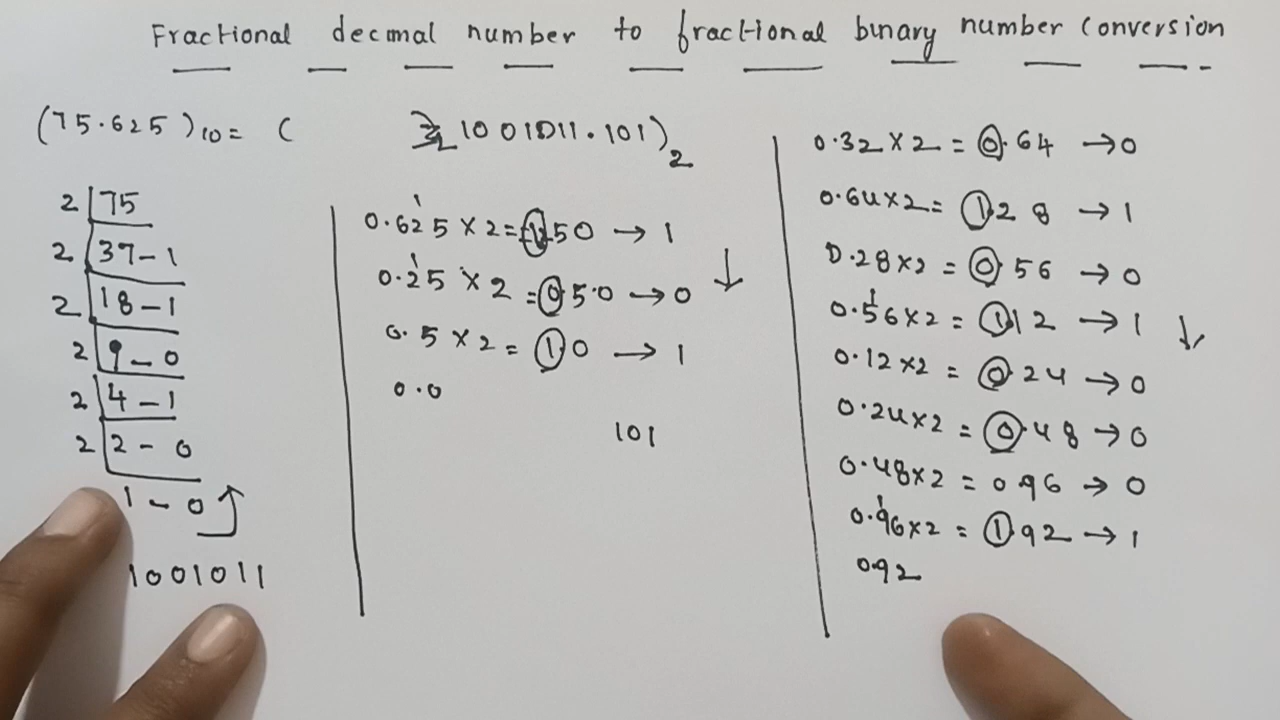 Fractional decimal number to fractional binary number conversion
(75.625)10 = ( 1001011.101)2
2 75
2 37-1
2 18-1
2 9-0
2 4-1
2 2-0
1-0
1001011
0.625 × 2 = 1.250 → 1
0.25 × 2 = 0.50 → 0
0.5 × 2 = 1.0 → 1
0.0
101
0.32 × 2 = 0.64 → 0
0.64 × 2 = 1.28 → 1
0.28 × 2 = 0.56 → 0
0.56 × 2 = 1.12 → 1
0.12 × 2 = 0.24 → 0
0.24 × 2 = 0.48 → 0
0.48 × 2 = 0.96 → 0
0.96 × 2 = 1.92 → 1
0.92